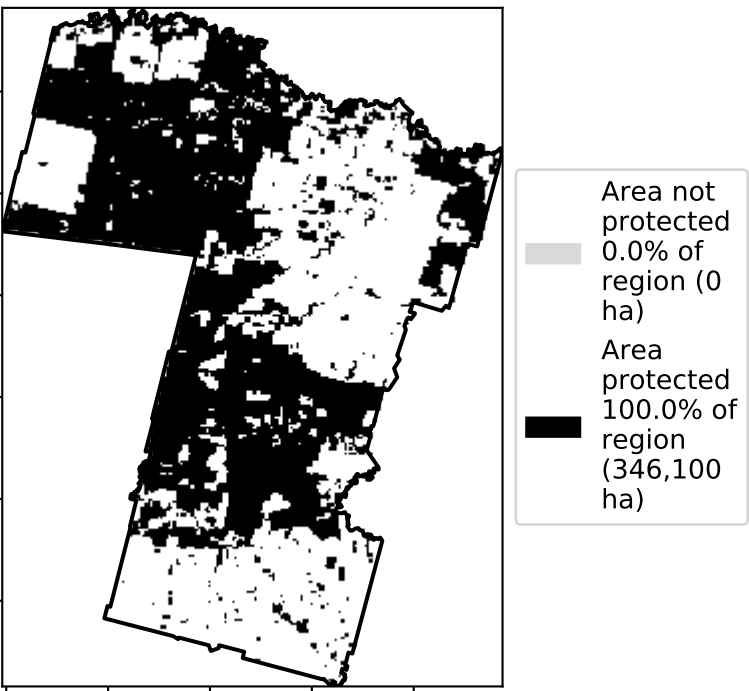 Area not
protected
0.0% of
region (0
ha)
Area
protected
100.0% of
region
(346,100
ha)